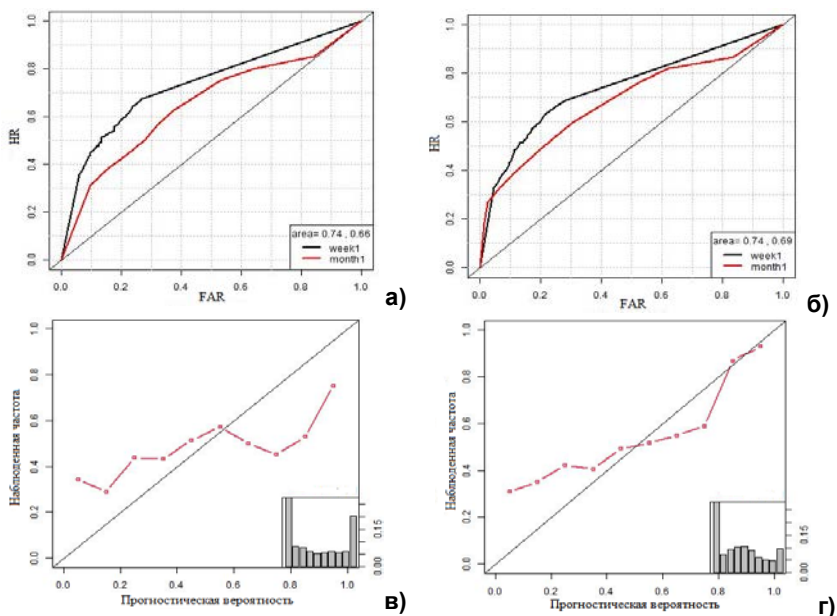 1.0
0.8
0.6
0.4
0.2
0.0
HR
0.0 0.2 0.4 0.6 0.8 1.0
FAR
area= 0.74 , 0.66
week1
month1
а)
1.0
0.8
0.6
0.4
0.2
0.0
HR
0.0 0.2 0.4 0.6 0.8 1.0
FAR
area= 0.74 , 0.69
week1
month1
б)
1.0
0.8
0.6
0.4
0.2
0.0
Наблюденная частота
0.0 0.2 0.4 0.6 0.8 1.0
Прогностическая вероятность
0.15
0.00
в)
1.0
0.8
0.6
0.4
0.2
0.0
Наблюденная частота
0.0 0.2 0.4 0.6 0.8 1.0
Прогностическая вероятность
0.15
0.00
г)